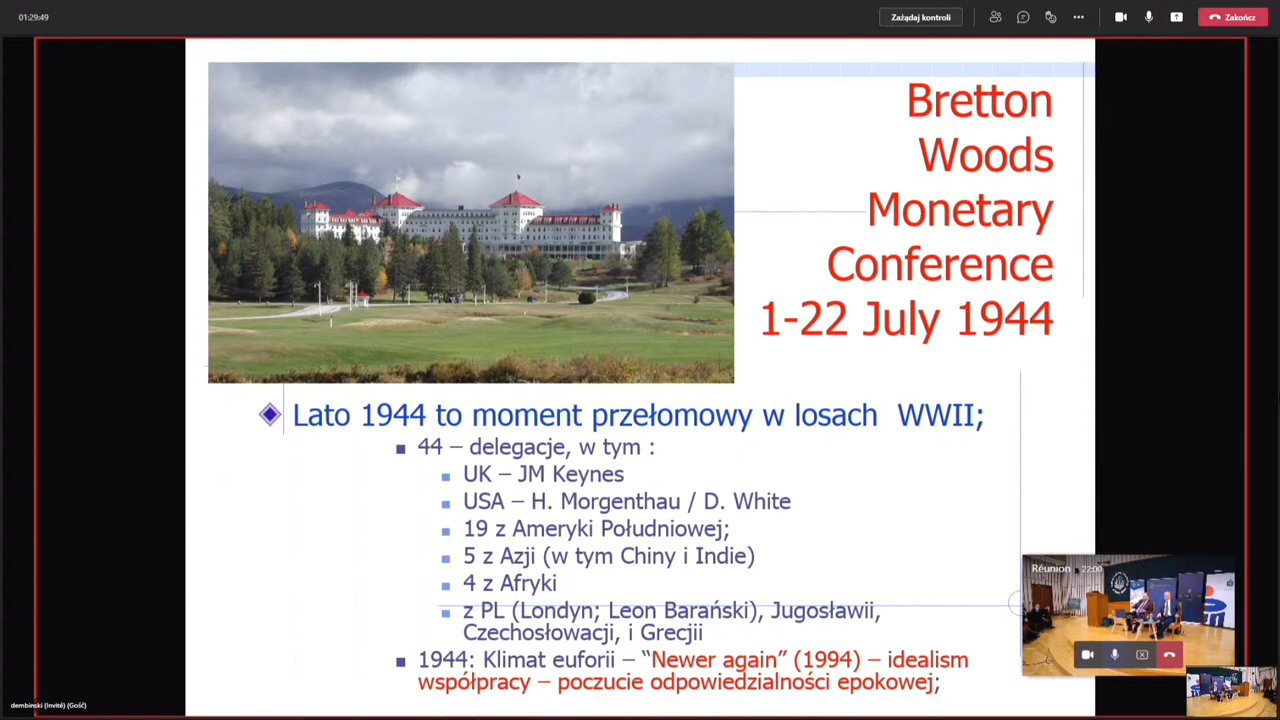 01:29:49
Zażądaj kontroli
Zakończ
Bretton
Woods
Monetary
Conference
1-22 July 1944
Lato 1944 to moment przełomowy w losach WWII;
44 – delegacje, w tym :
UK – JM Keynes
USA – H. Morgenthau / D. White
19 z Ameryki Południowej;
5 z Azji (w tym Chiny i Indie)
4 z Afryki
z PL (Londyn; Leon Barański), Jugosławii,
Czechosłowacji, i Grecjii
1944: Klimat euforii – “Newer again” (1994) – idealism
współpracy – poczucie odpowiedzialności epokowej;
Réunion
22:00
dembinski (Invité) (Gość)